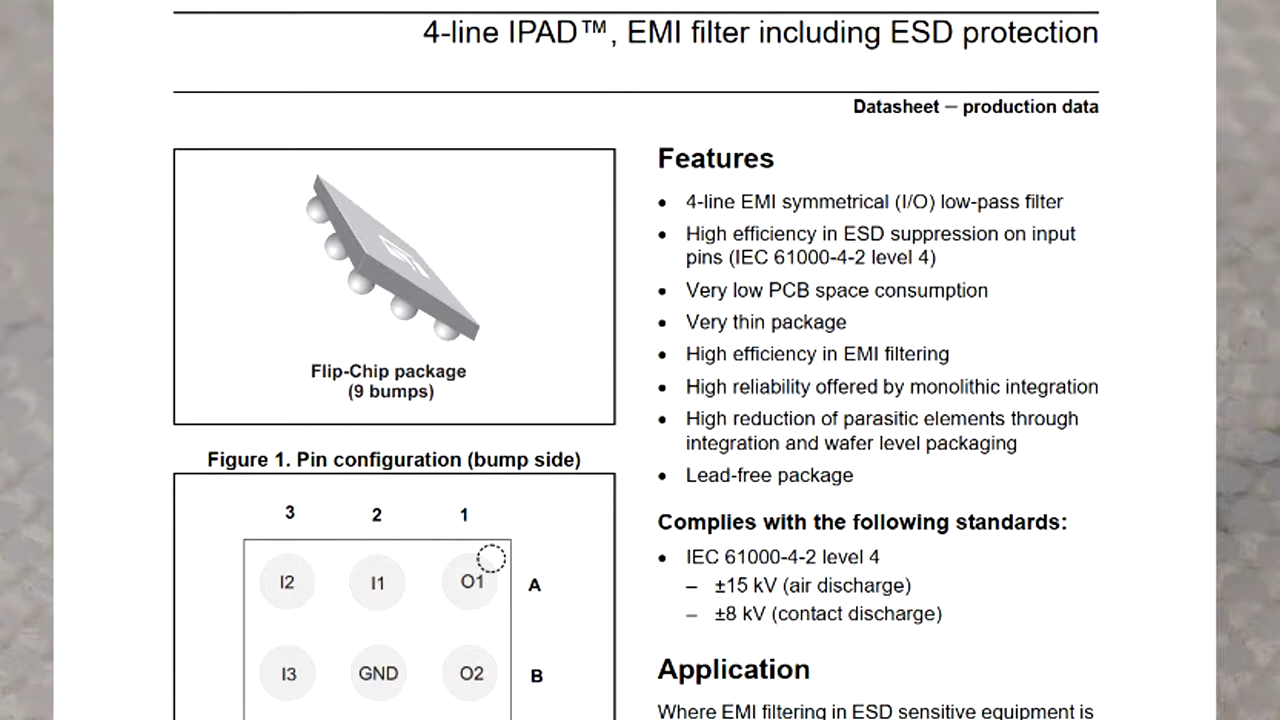 4-line IPAD™, EMI filter including ESD protection
Datasheet − production data
Flip-Chip package
(9 bumps)
Figure 1. Pin configuration (bump side)
3 2 1
I2 I1 O1 A
I3 GND O2 B
Features
• 4-line EMI symmetrical (I/O) low-pass filter
• High efficiency in ESD suppression on input
pins (IEC 61000-4-2 level 4)
• Very low PCB space consumption
• Very thin package
• High efficiency in EMI filtering
• High reliability offered by monolithic integration
• High reduction of parasitic elements through
integration and wafer level packaging
• Lead-free package
Complies with the following standards:
• IEC 61000-4-2 level 4
– ±15 kV (air discharge)
– ±8 kV (contact discharge)
Application
Where EMI filtering in ESD sensitive equipment is